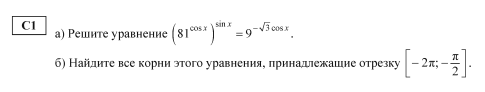 С1 а) Решите уравнение (81^{cos x})^{sin x} = 9^{-√3 cos x}.
б) Найдите все корни этого уравнения, принадлежащие отрезку [-2π; -π/2].